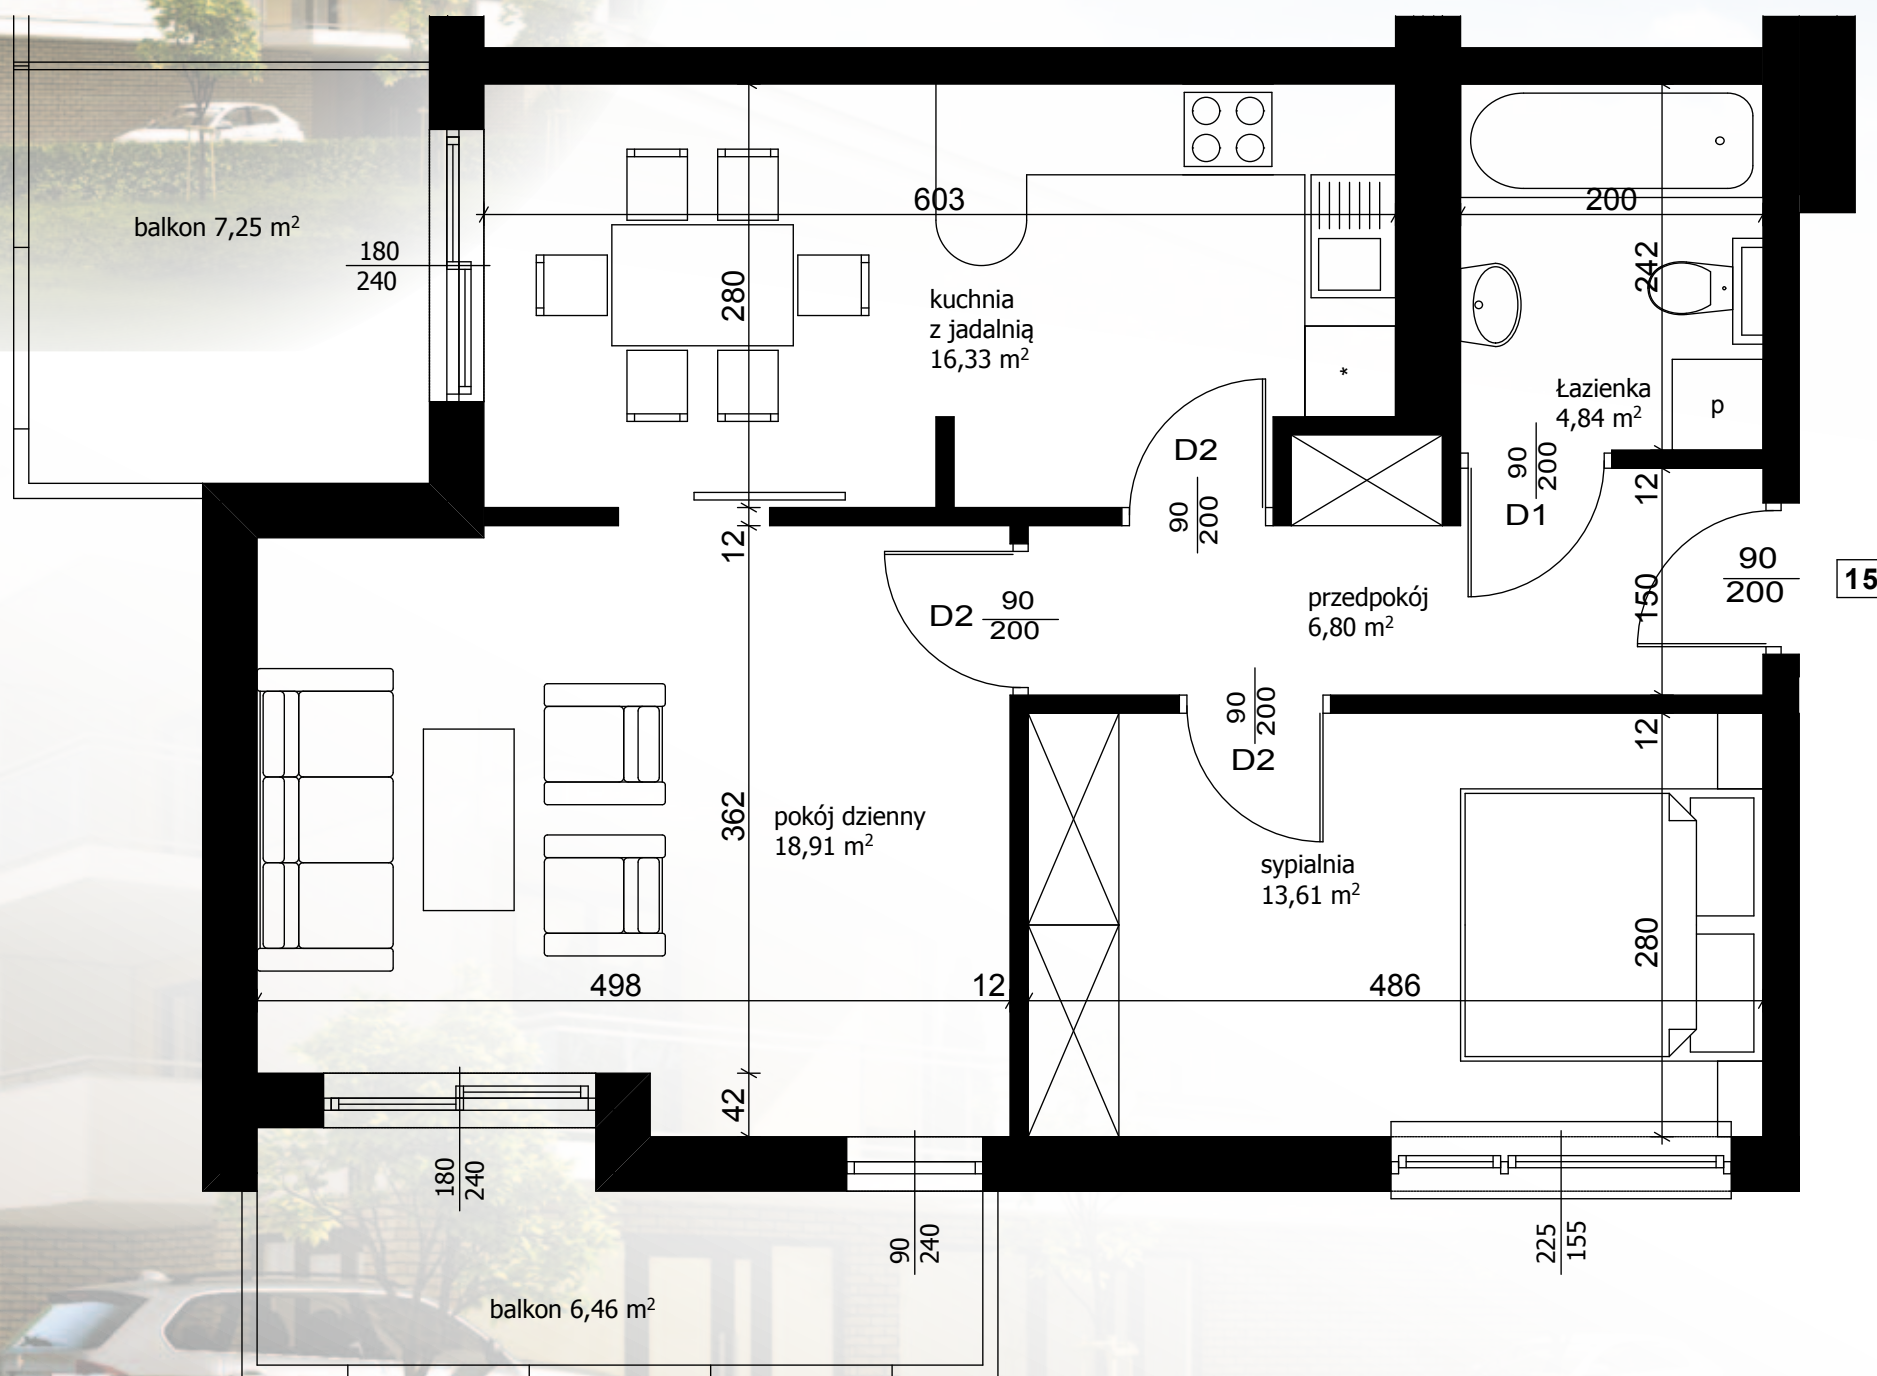 603
200
balkon 7,25 m²
180
240
280
242
kuchnia
z jadalnią
16,33 m²
*
Łazienka
4,84 m²
p
D2
90
200
90
200
D1
12
12
150
90
200
15
D2
90
200
przedpokój
6,80 m²
90
200
D2
12
362
pokój dzienny
18,91 m²
sypialnia
13,61 m²
280
498
12
486
42
180
240
90
240
225
155
balkon 6,46 m²